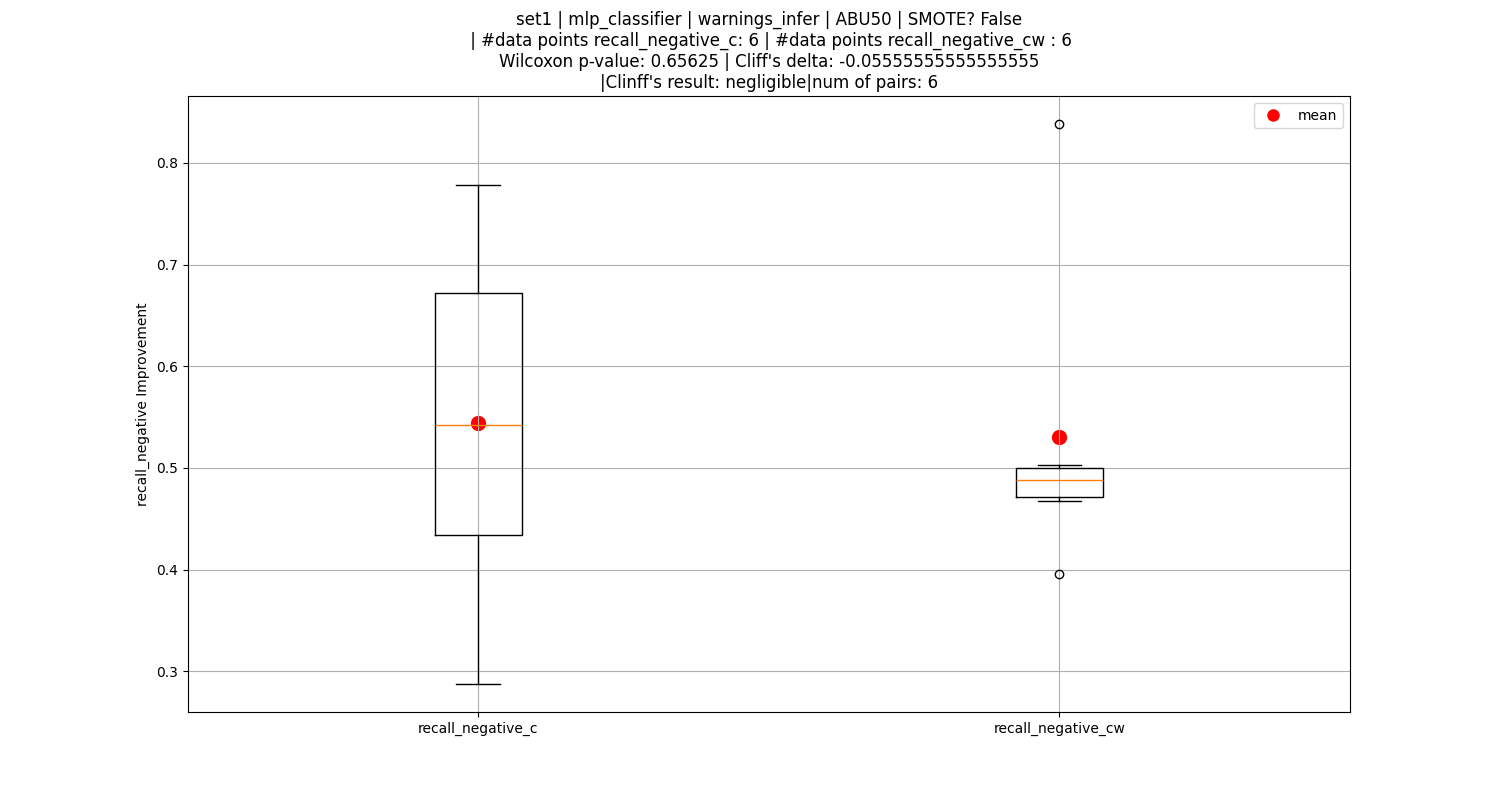 set1 | mlp_classifier | warnings_infer | ABU50 | SMOTE? False
| #data points recall_negative_c: 6 | #data points recall_negative_cw : 6
Wilcoxon p-value: 0.65625 | Cliff's delta: -0.05555555555555555
|Clinff's result: negligible|num of pairs: 6
mean
0.8
0.7
0.6
0.5
0.4
0.3
recall_negative Improvement
recall_negative_c
recall_negative_cw